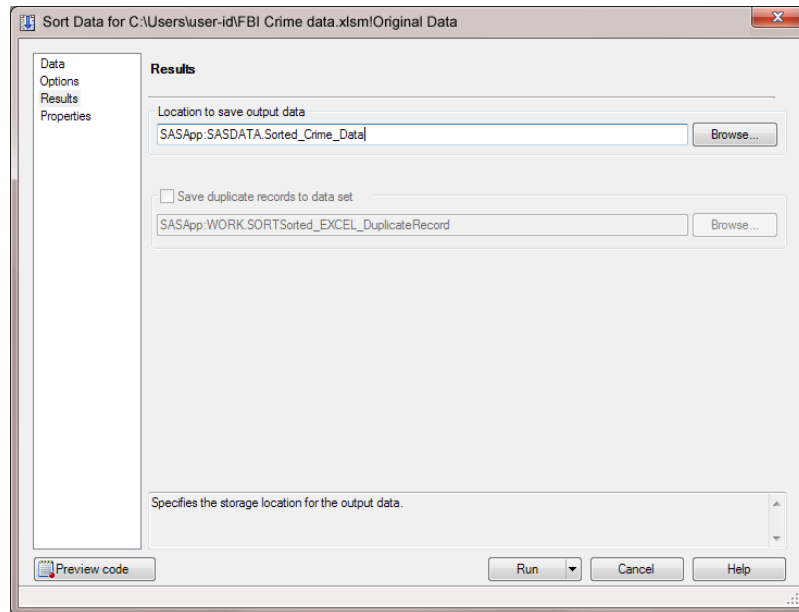 Sort Data for C:\Users\user-id\FBI Crime data.xlsm!Original Data
Data
Options
Results
Properties
Results
Location to save output data
SASApp:SASDATA.Sorted_Crime_Data
Browse...
Save duplicate records to data set
SASApp:WORK.SORTSorted_EXCEL_DuplicateRecord
Browse...
Specifies the storage location for the output data.
Preview code
Run
Cancel
Help